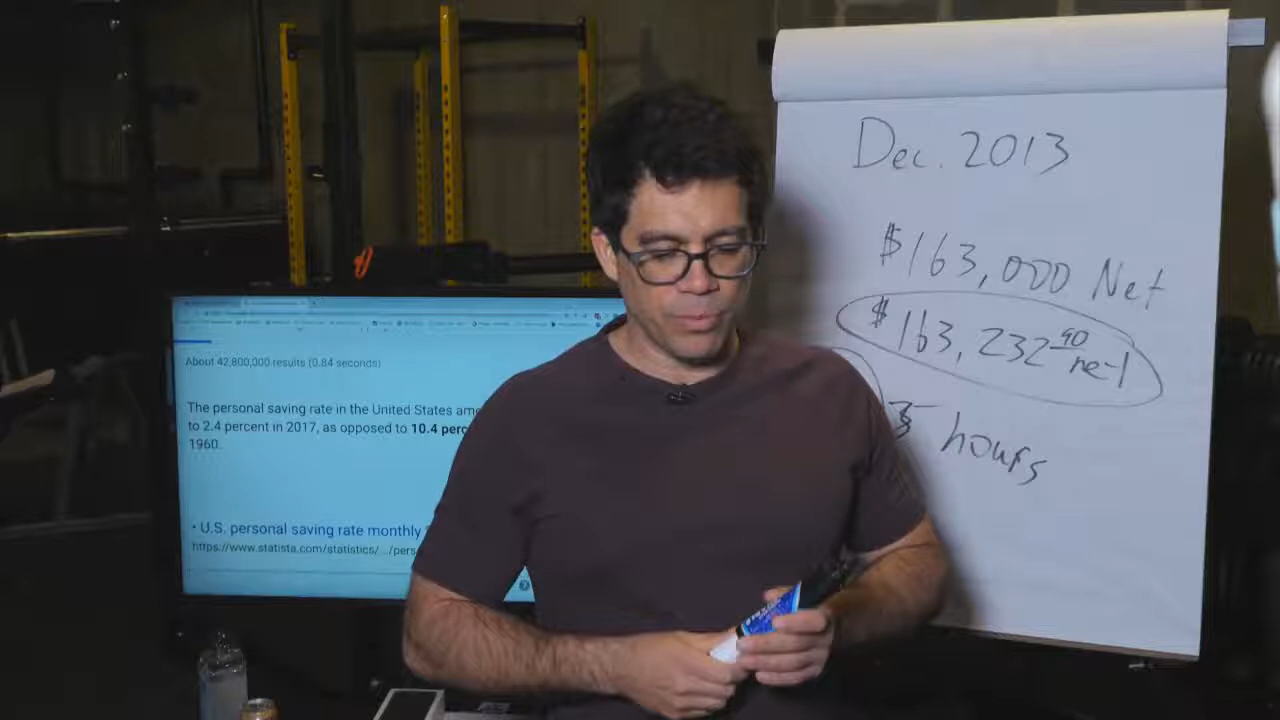 Dec. 2013
$163,000 Net
$163,232 90 net
35 hours
About 42,800,000 results (0.84 seconds)
The personal saving rate in the United States amo
to 2.4 percent in 2017, as opposed to 10.4 perc
1960.
• U.S. personal saving rate monthly
https://www.statista.com/statistics/.../pers